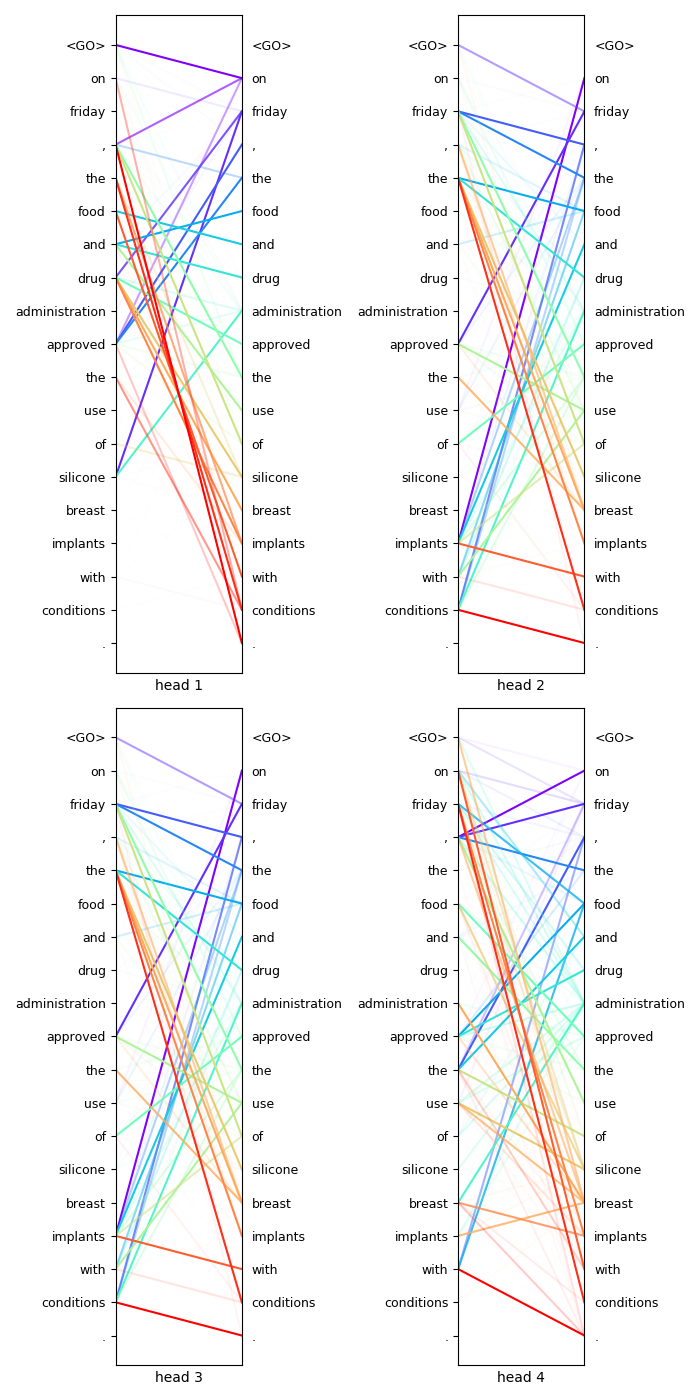 <GO> <GO> <GO> <GO>
on on on on
friday friday friday friday
, , , ,
the the the the
food food food food
and and and and
drug drug drug drug
administration administration administration administration
approved approved approved approved
the the the the
use use use use
of of of of
silicone silicone silicone silicone
breast breast breast breast
implants implants implants implants
with with with with
conditions conditions conditions conditions
. . . .
head 1 head 2
<GO> <GO> <GO> <GO>
on on on on
friday friday friday friday
, , , ,
the the the the
food food food food
and and and and
drug drug drug drug
administration administration administration administration
approved approved approved approved
the the the the
use use use use
of of of of
silicone silicone silicone silicone
breast breast breast breast
implants implants implants implants
with with with with
conditions conditions conditions conditions
. . . .
head 3 head 4